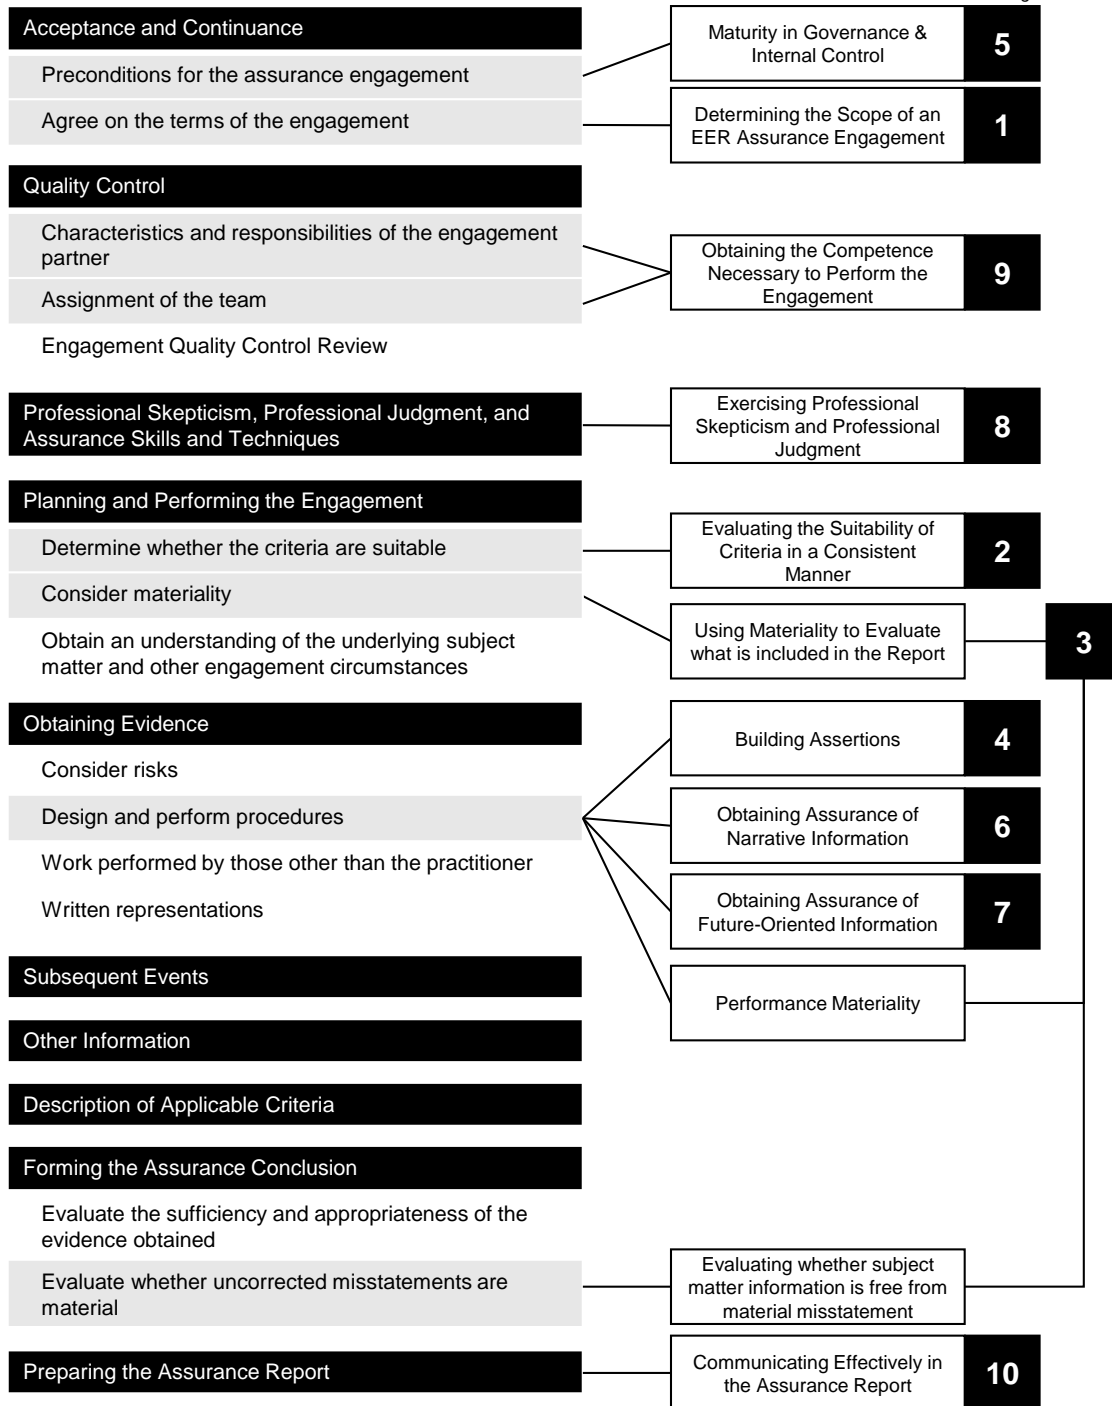 Acceptance and Continuance
Preconditions for the assurance engagement
Agree on the terms of the engagement
Maturity in Governance &
Internal Control
5
Determining the Scope of an
EER Assurance Engagement
1
Quality Control
Characteristics and responsibilities of the engagement
partner
Assignment of the team
Engagement Quality Control Review
Obtaining the Competence
Necessary to Perform the
Engagement
9
Professional Skepticism, Professional Judgment, and
Assurance Skills and Techniques
Exercising Professional
Skepticism and Professional
Judgment
8
Planning and Performing the Engagement
Determine whether the criteria are suitable
Consider materiality
Obtain an understanding of the underlying subject
matter and other engagement circumstances
Evaluating the Suitability of
Criteria in a Consistent
Manner
2
Using Materiality to Evaluate
what is included in the Report
3
Obtaining Evidence
Consider risks
Design and perform procedures
Work performed by those other than the practitioner
Written representations
Building Assertions
4
Obtaining Assurance of
Narrative Information
6
Obtaining Assurance of
Future-Oriented Information
7
Performance Materiality
Subsequent Events
Other Information
Description of Applicable Criteria
Forming the Assurance Conclusion
Evaluate the sufficiency and appropriateness of the
evidence obtained
Evaluate whether uncorrected misstatements are
material
Evaluating whether subject
matter information is free from
material misstatement
Preparing the Assurance Report
Communicating Effectively in
the Assurance Report
10